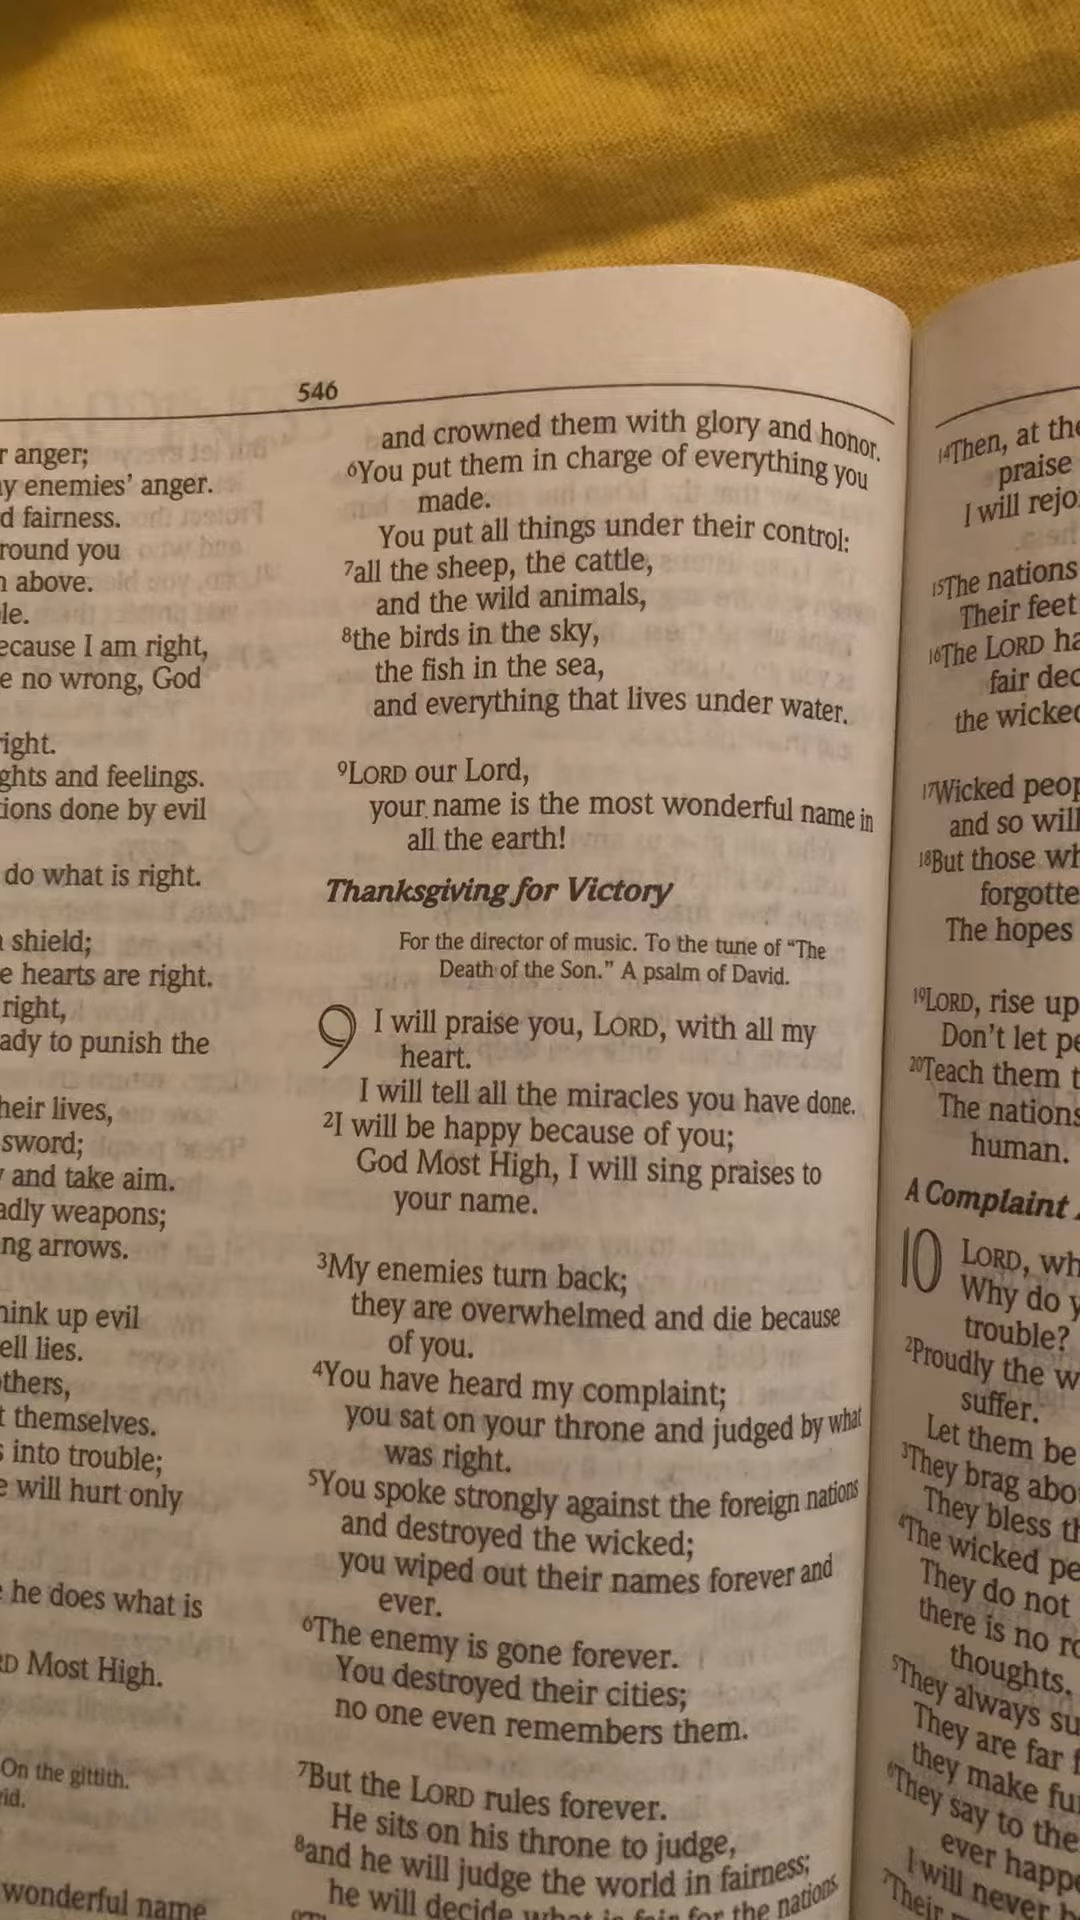 546
r anger;
y enemies' anger.
d fairness.
round you
above.
le.
ecause I am right,
e no wrong, God
right.
ghts and feelings.
ions done by evil
do what is right.
shield;
e hearts are right.
right,
ady to punish the
heir lives,
sword;
and take aim.
adly weapons;
ng arrows.
hink up evil
ell lies.
thers,
t themselves.
s into trouble;
e will hurt only
he does what is
RD Most High.
On the gittith.
vid.
wonderful name
and crowned them with glory and honor.
6You put them in charge of everything you
made.
You put all things under their control:
7all the sheep, the cattle,
and the wild animals,
8the birds in the sky,
the fish in the sea,
and everything that lives under water.
9LORD our Lord,
your name is the most wonderful name in
all the earth!
Thanksgiving for Victory
For the director of music. To the tune of “The
Death of the Son.” A psalm of David.
9 I will praise you, LORD, with all my
heart.
I will tell all the miracles you have done.
2I will be happy because of you;
God Most High, I will sing praises to
your name.
3My enemies turn back;
they are overwhelmed and die because
of you.
4You have heard my complaint;
you sat on your throne and judged by what
was right.
5You spoke strongly against the foreign nations
and destroyed the wicked;
you wiped out their names forever and
ever.
6The enemy is gone forever.
You destroyed their cities;
no one even remembers them.
7But the LORD rules forever.
He sits on his throne to judge,
8and he will judge the world in fairness;
he will decide what is fair for the nations.
14Then, at the
praise
I will rejo
15The nations
Their feet
16The LORD ha
fair dec
the wicked
17Wicked peop
and so will
18But those wh
forgotte
The hopes
19LORD, rise up
Don't let pe
20Teach them t
The nations
human.
A Complaint
10 LORD, wh
Why do y
trouble?
2Proudly the w
suffer.
Let them be
3They brag abo
They bless th
4The wicked pe
They do not
there is no ro
thoughts.
5They always su
They are far f
they make fu
6They say to the
ever happe
I will never b
7Their